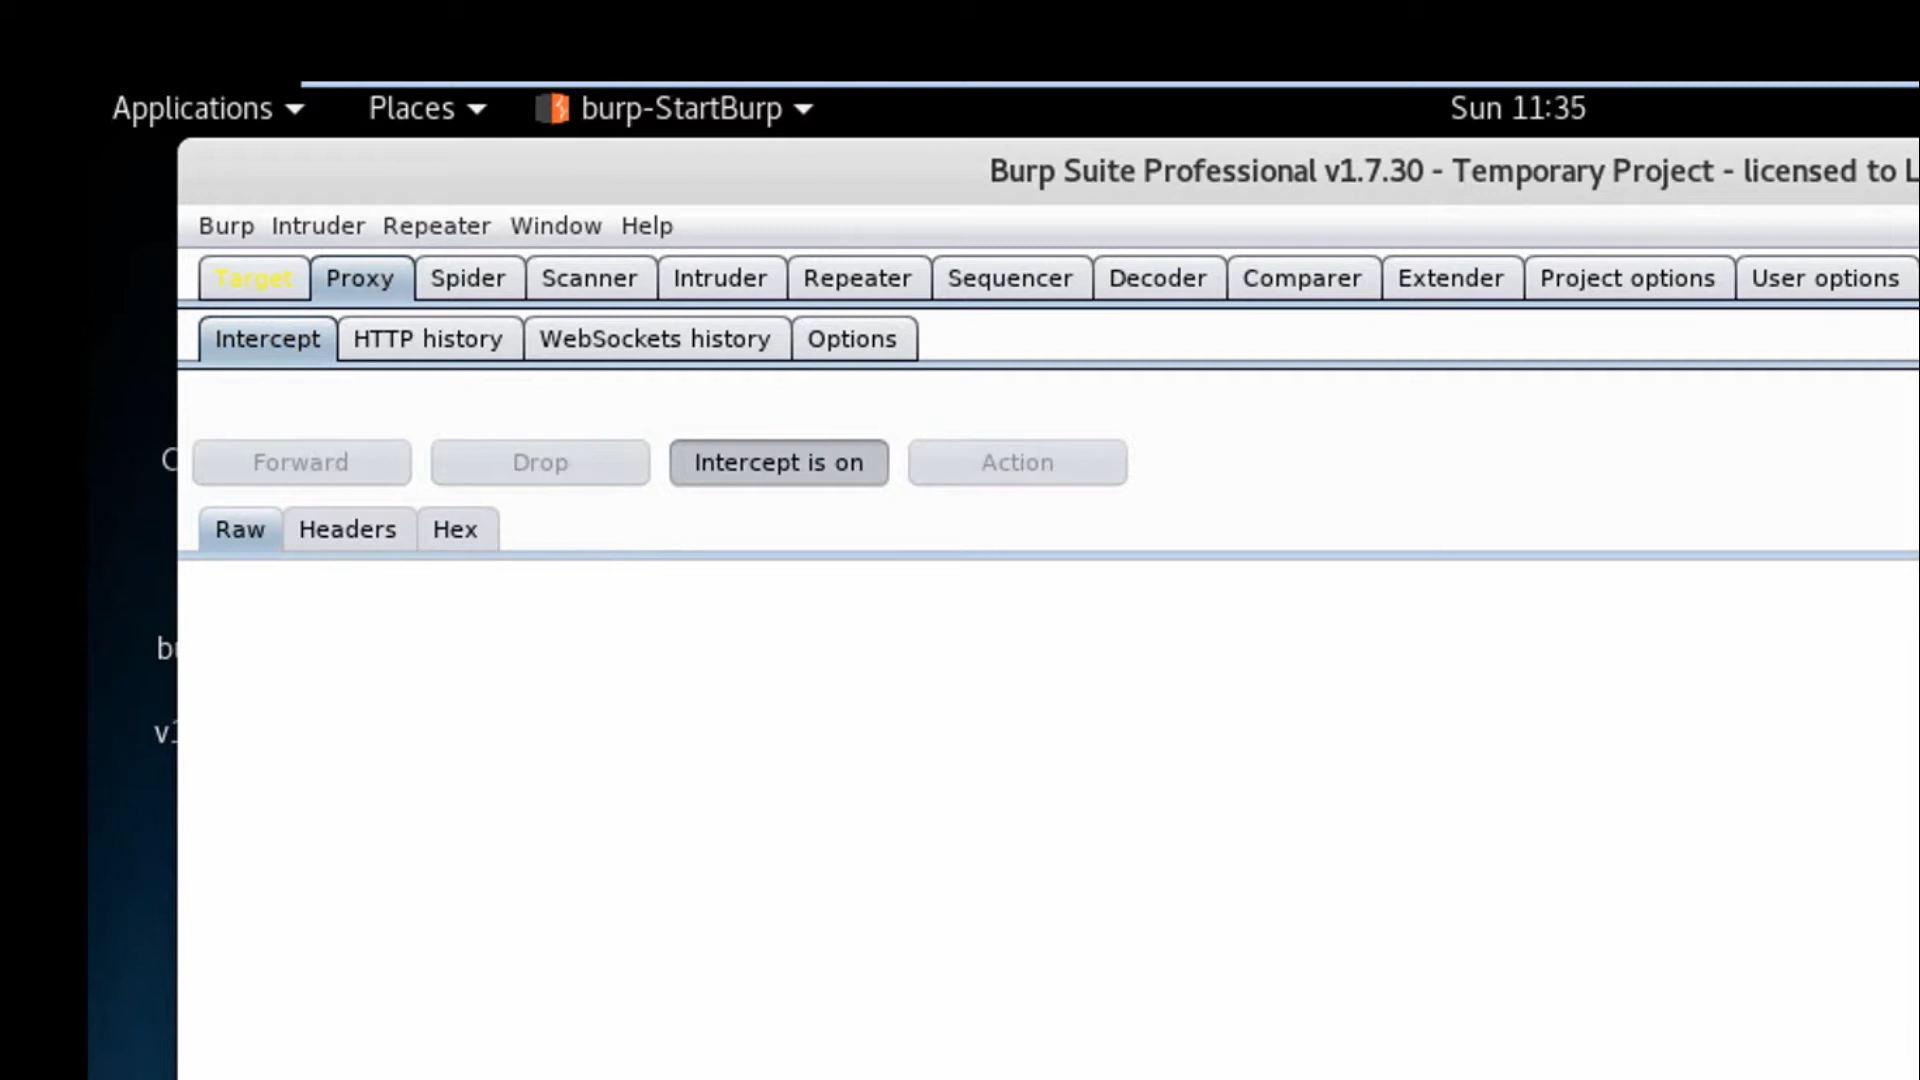 Applications Places burp-StartBurp Sun 11:35
Burp Suite Professional v1.7.30 - Temporary Project - licensed to L
Burp Intruder Repeater Window Help
Target Proxy Spider Scanner Intruder Repeater Sequencer Decoder Comparer Extender Project options User options
Intercept HTTP history WebSockets history Options
Forward Drop Intercept is on Action
Raw Headers Hex